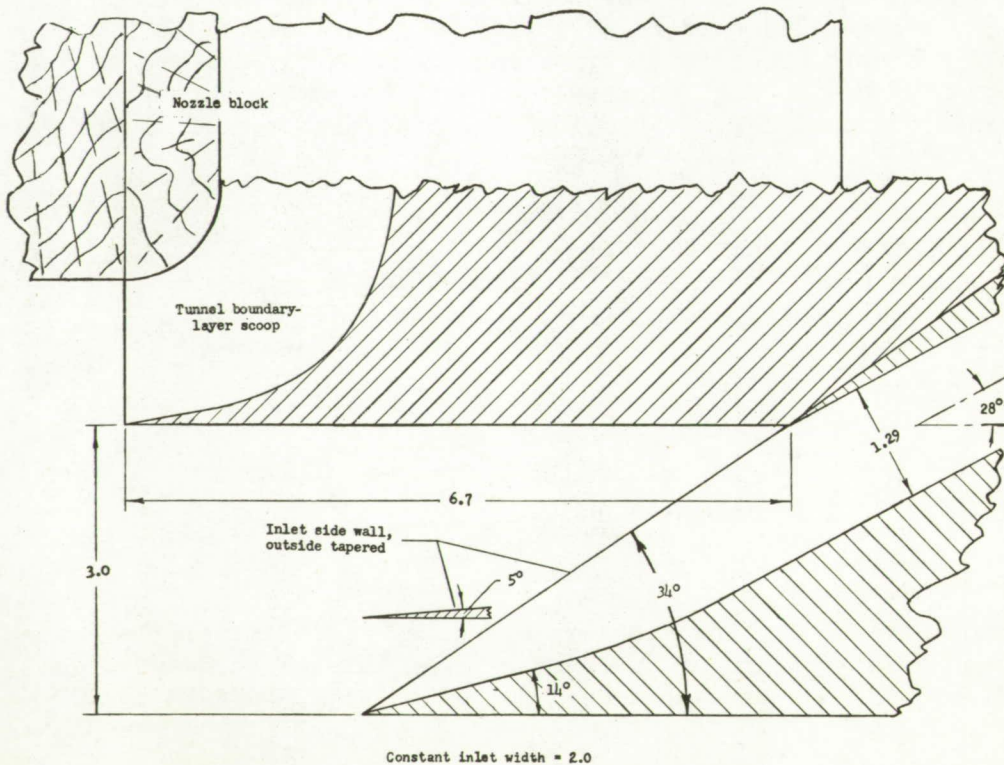 Nozzle block
Tunnel boundary-
layer scoop
28°
1.29
6.7
Inlet side wall,
outside tapered
3.0
5°
34°
14°
Constant inlet width = 2.0